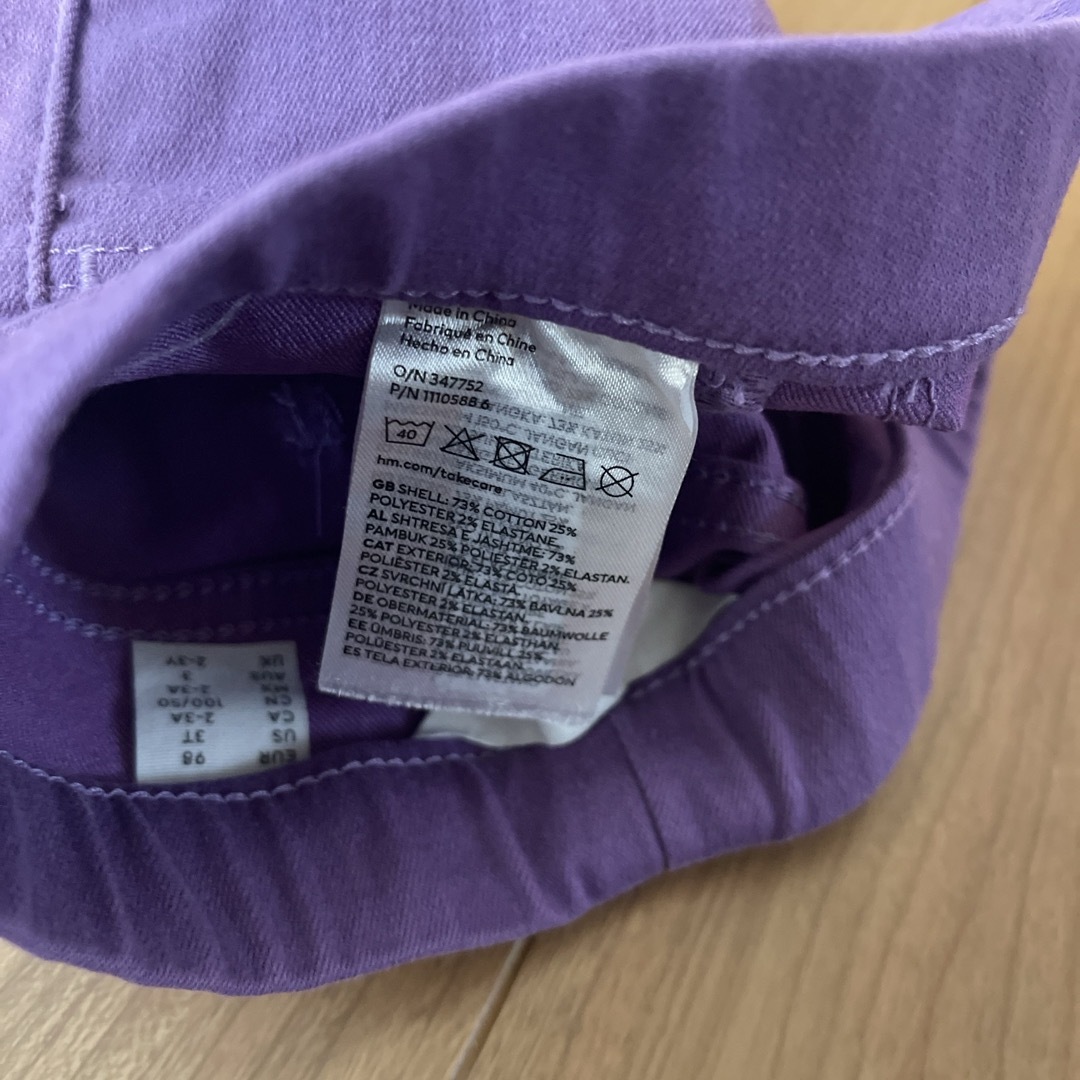 Made in China
Fabriqué en Chine
Hecho en China
O/N 347752
P/N 1110588 6
40
hm.com/takecare
GB SHELL: 73% COTTON 25%
POLYESTER 2% ELASTANE
AL SHTRESA E JASHTME: 73%
PAMBUK 25% POLIESTER 2% ELASTAN.
CAT EXTERIOR: 73% COTÓ 25%
POLIÈSTER 2% ELASTÀ
CZ SVRCHNÍ LÁTKA: 73% BAVLNA 25%
POLYESTER 2% ELASTAN.
DE OBERMATERIAL: 73% BAUMWOLLE
25% POLYESTER 2% ELASTHAN.
EE ÜMBRIS: 73% PUUVILL 25%
POLÜESTER 2% ELASTAAN.
ES TELA EXTERIOR: 73% ALGODON
EUR 98
US 3T
CA 2-3A
CN 100/50
MX 2-3A
AUS 3
UK 2-3Y